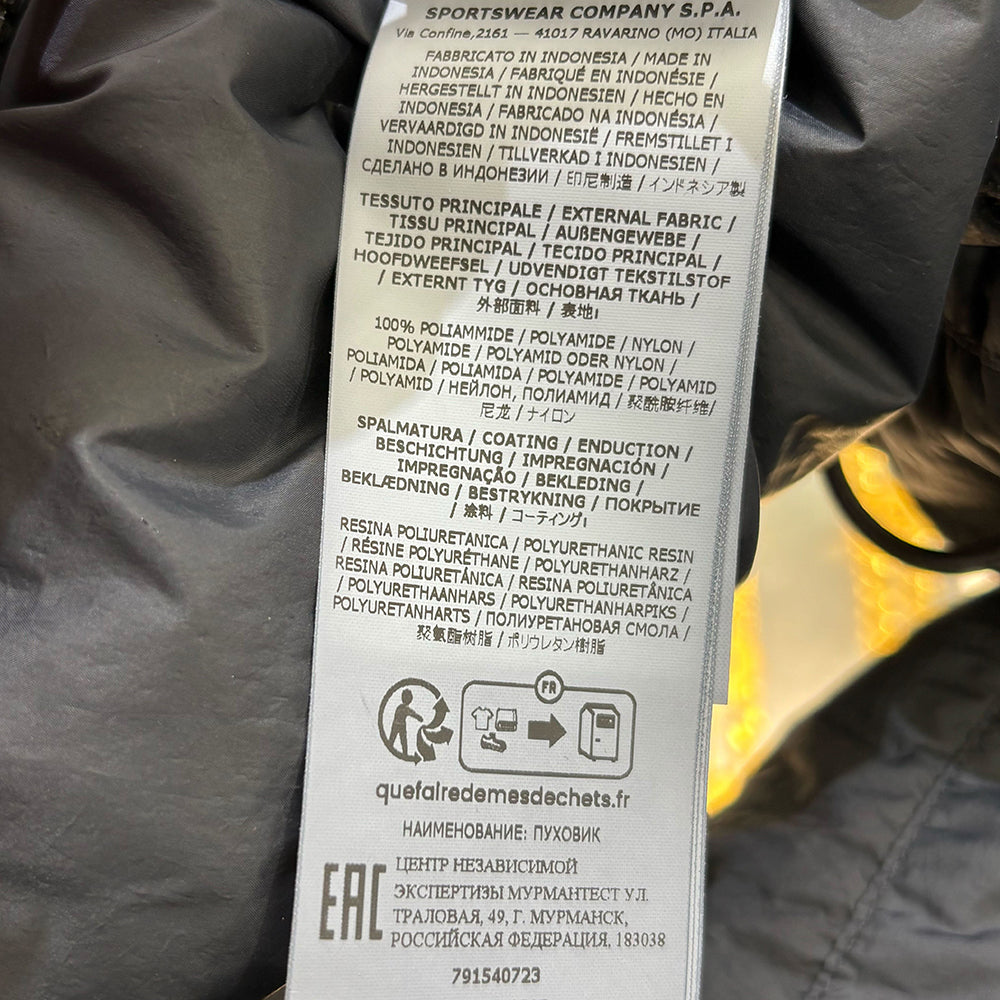 SPORTSWEAR COMPANY S.P.A.
Via Confine,2161 — 41017 RAVARINO (MO) ITALIA
FABBRICATO IN INDONESIA / MADE IN
INDONESIA / FABRIQUÉ EN INDONÉSIE /
HERGESTELLT IN INDONESIEN / HECHO EN
INDONESIA / FABRICADO NA INDONÉSIA /
VERVAARDIGD IN INDONESIË / FREMSTILLET I
INDONESIEN / TILLVERKAD I INDONESIEN /
СДЕЛАНО В ИНДОНЕЗИИ / 印尼制造 / インドネシア製
TESSUTO PRINCIPALE / EXTERNAL FABRIC /
TISSU PRINCIPAL / AUßENGEWEBE /
TEJIDO PRINCIPAL / TECIDO PRINCIPAL /
HOOFDWEEFSEL / UDVENDIGT TEKSTILSTOF
/ EXTERNT TYG / ОСНОВНАЯ ТКАНЬ /
外部面料 / 表地:
100% POLIAMMIDE / POLYAMIDE / NYLON /
POLYAMIDE / POLYAMID ODER NYLON /
POLIAMIDA / POLIAMIDA / POLYAMIDE / POLYAMID
/ POLYAMID / НЕЙЛОН, ПОЛИАМИД / 聚酰胺纤维/
尼龙 / ナイロン
SPALMATURA / COATING / ENDUCTION /
BESCHICHTUNG / IMPREGNACIÓN /
IMPREGNAÇÃO / BEKLEDING /
BEKLÆDNING / BESTRYKNING / ПОКРЫТИЕ
/ 涂料 / コーティング:
RESINA POLIURETANICA / POLYURETHANIC RESIN
/ RÉSINE POLYURÉTHANE / POLYURETHANHARZ /
RESINA POLIURETÂNICA / RESINA POLIURETÂNICA
/ POLYURETHAANHARS / POLYURETHANHARPIKS /
POLYURETANHARTS / ПОЛИУРЕТАНОВАЯ СМОЛА /
聚氨酯树脂 / ポリウレタン樹脂
FR
quefairedemesdechets.fr
НАИМЕНОВАНИЕ: ПУХОВИК
EAC
ЦЕНТР НЕЗАВИСИМОЙ
ЭКСПЕРТИЗЫ МУРМАНТЕСТ УЛ.
ТРАЛОВАЯ, 49, Г. МУРМАНСК,
РОССИЙСКАЯ ФЕДЕРАЦИЯ, 183038
791540723